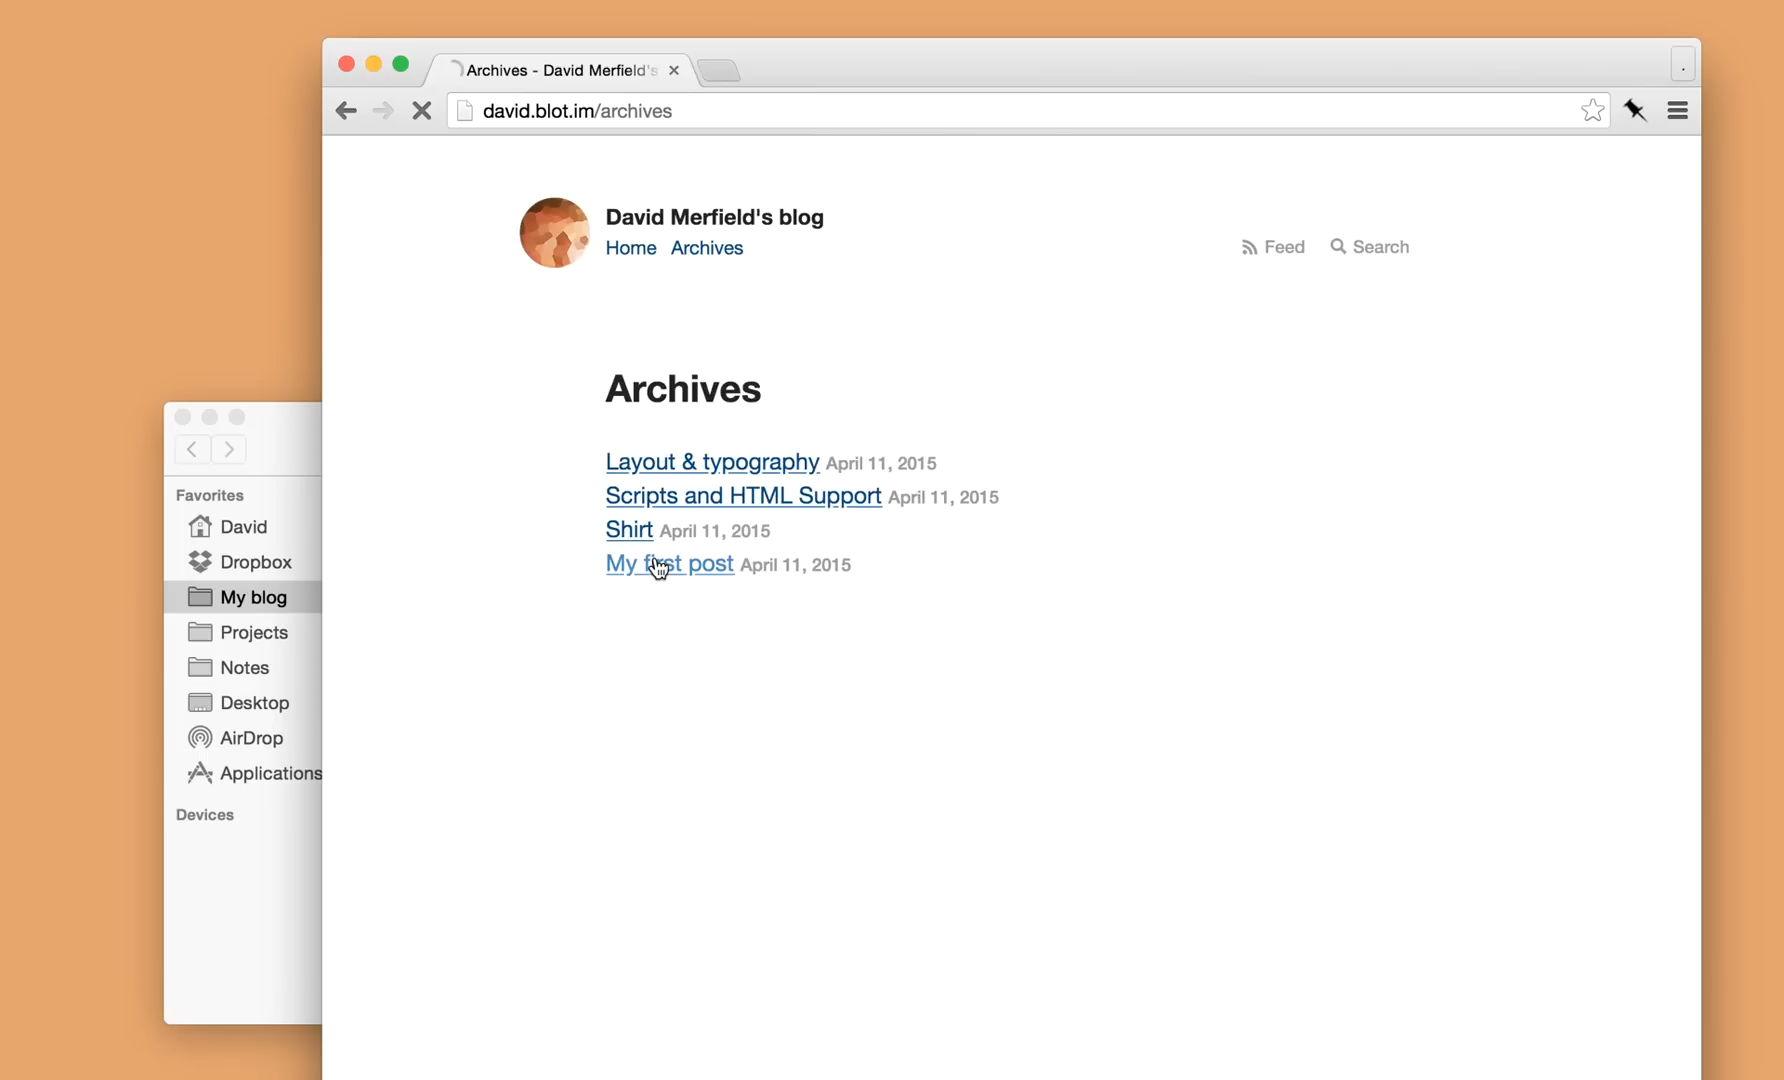 Archives - David Merfield's
david.blot.im/archives
David Merfield's blog
Home Archives
Feed Search
Archives
Layout & typography April 11, 2015
Scripts and HTML Support April 11, 2015
Shirt April 11, 2015
My first post April 11, 2015
Favorites
David
Dropbox
My blog
Projects
Notes
Desktop
AirDrop
Applications
Devices